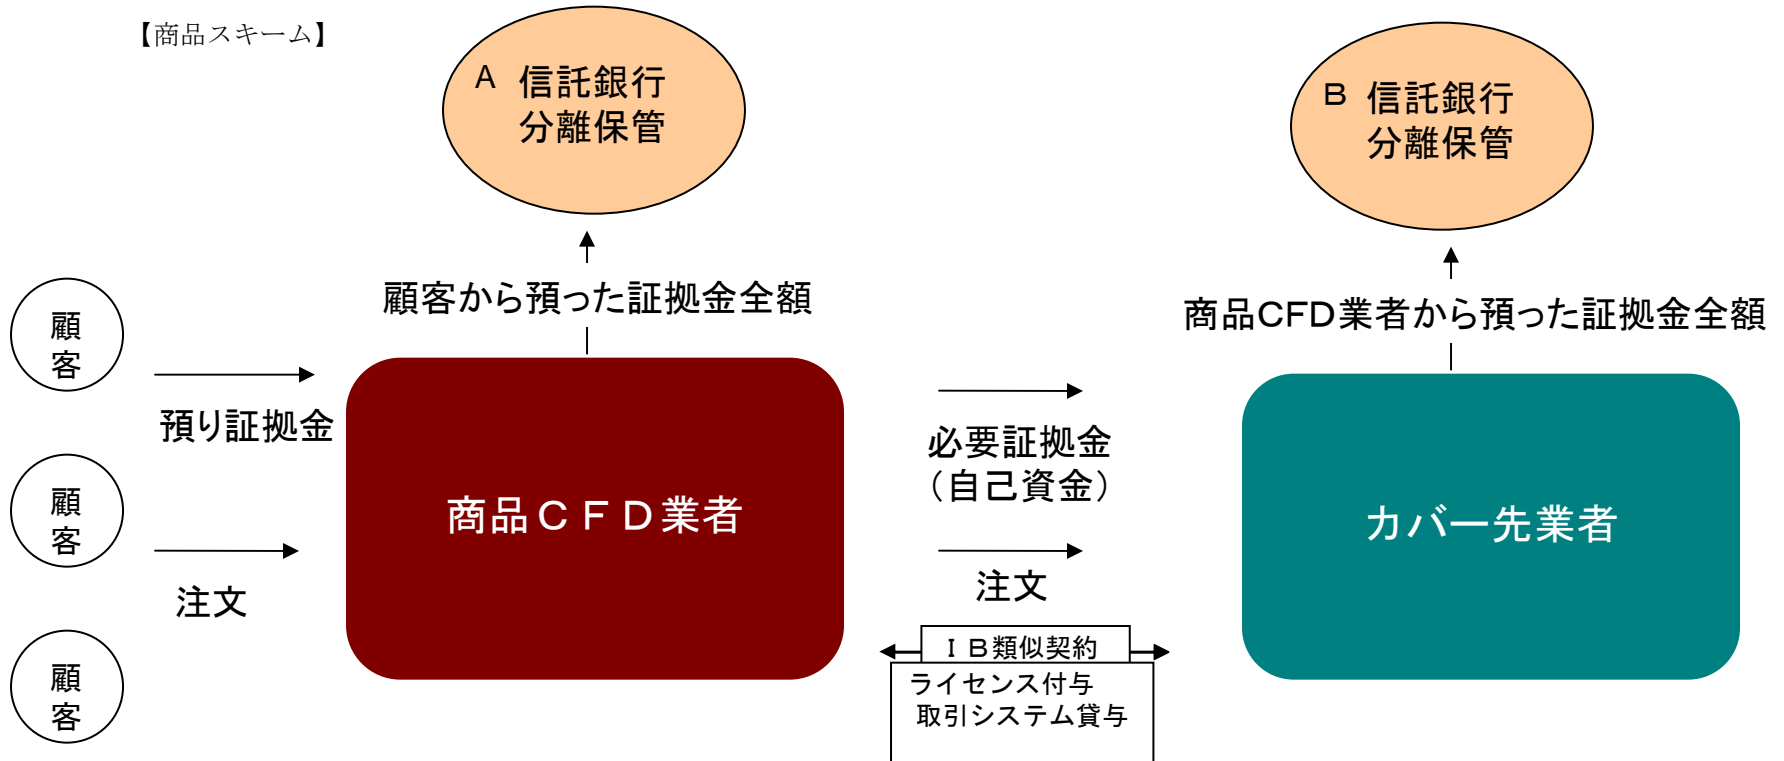 【商品スキーム】
A 信託銀行
分離保管
B 信託銀行
分離保管
顧客から預った証拠金全額
商品CFD業者から預った証拠金全額
顧
客
預り証拠金
顧
客
注文
顧
客
商品ＣＦＤ業者
必要証拠金
（自己資金）
注文
カバー先業者
ＩＢ類似契約
ライセンス付与
取引システム貸与